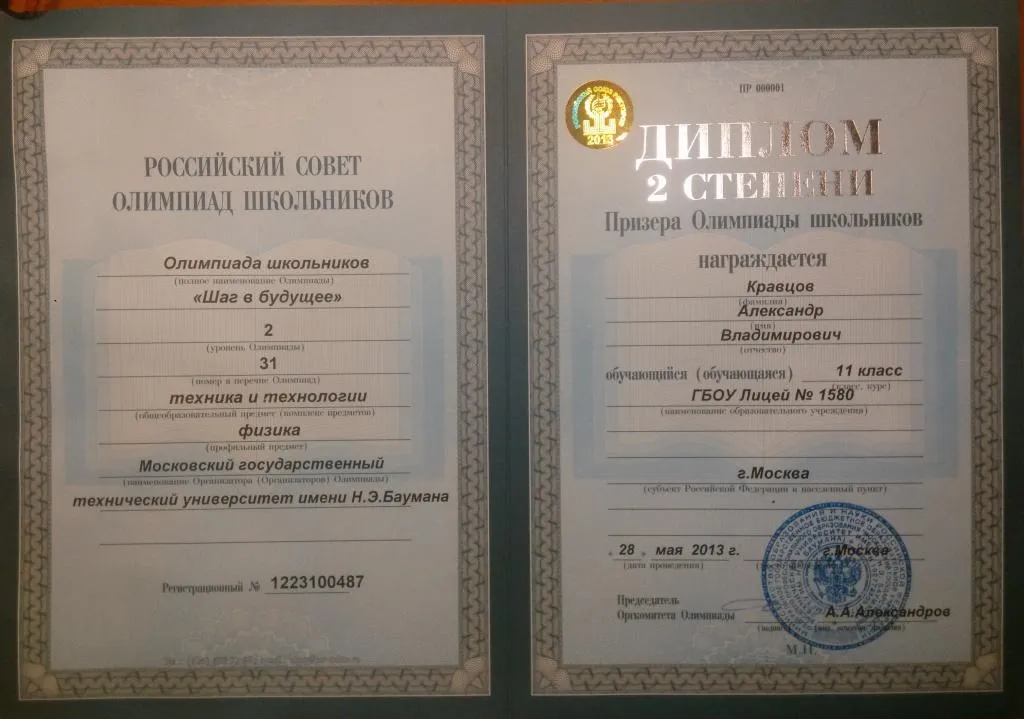 РОССИЙСКИЙ СОВЕТ
ОЛИМПИАД ШКОЛЬНИКОВ
Олимпиада школьников
(полное наименование Олимпиады)
«Шаг в будущее»
2
(уровень Олимпиады)
31
(номер в перечне Олимпиад)
техника и технологии
(общеобразовательный предмет (комплекс предметов)
физика
(профильный предмет)
Московский государственный
(наименование Организатора (Организаторов) Олимпиады)
технический университет имени Н.Э.Баумана
Регистрационный № 1223100487
ПР 000001
2013
ДИПЛОМ
2 СТЕПЕНИ
Призера Олимпиады школьников
награждается
Кравцов
(фамилия)
Александр
(имя)
Владимирович
(отчество)
обучающийся (обучающаяся) 11 класс
(класс, курс)
ГБОУ Лицей № 1580
(наименование образовательного учреждения)
г.Москва
(субъект Российской Федерации и населенный пункт)
« 28 » мая 2013 г. г.Москва
(дата проведения)
Председатель
Оргкомитета Олимпиады А.А.Александров
(подпись)
М.П.